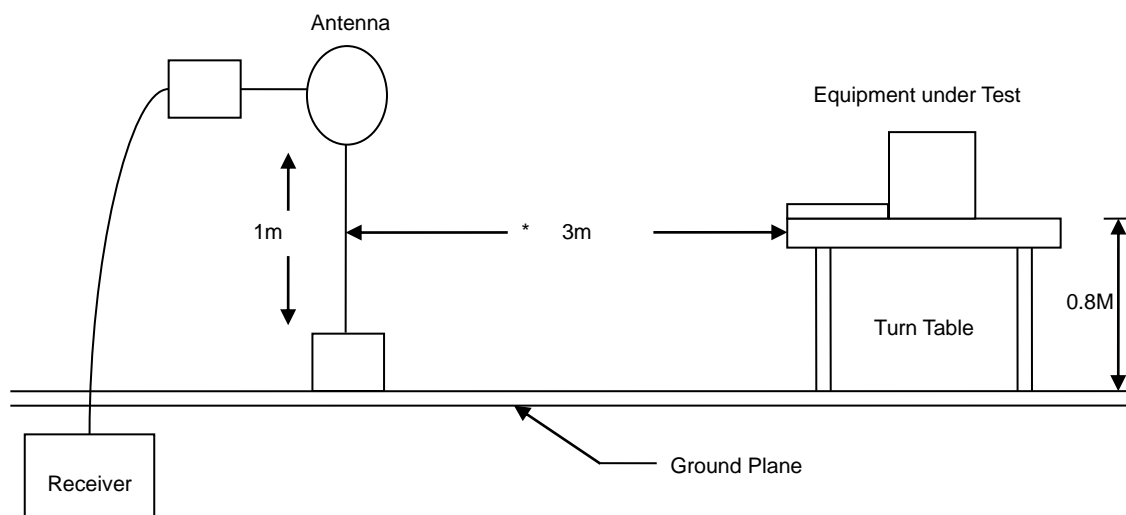 Antenna
Equipment under Test
1m
* 3m
0.8M
Turn Table
Ground Plane
Receiver